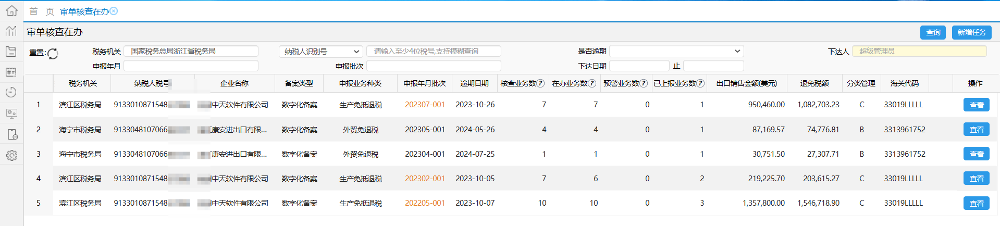 首 页 审单核查在办
审单核查在办 查询 新增任务
重置: 税务机关 国家税务总局浙江省税务局 纳税人识别号 请输入至少4位税号,支持模糊查询 是否逾期 下达人 超级管理员
申报年月 申报批次 下达日期 止
税务机关 纳税人税号 企业名称 备案类型 申报业务种类 申报年月批次 逾期日期 核查业务数? 在办业务数? 预警业务数? 已上报业务数? 出口销售金额(美元) 退免税额 分类管理 海关代码 操作
1 滨江区税务局 9133010871548 中天软件有限公司 数字化备案 生产免抵退税 202307-001 2023-10-26 7 7 0 1 950,460.00 1,082,703.23 C 33019LLLLL 查看
2 海宁市税务局 9133048107066 康安进出口有限... 数字化备案 外贸免退税 202305-001 2024-05-26 4 4 0 1 87,169.57 74,776.81 B 3313961752 查看
3 海宁市税务局 9133048107066 康安进出口有限... 数字化备案 外贸免退税 202304-001 2024-07-25 1 1 0 1 30,751.50 27,307.71 B 3313961752 查看
4 滨江区税务局 9133010871548 中天软件有限公司 数字化备案 生产免抵退税 202302-001 2023-10-05 7 6 0 2 219,225.70 203,615.27 C 33019LLLLL 查看
5 滨江区税务局 9133010871548 中天软件有限公司 数字化备案 生产免抵退税 202205-001 2023-10-07 10 10 0 3 1,357,800.00 1,546,718.90 C 33019LLLLL 查看